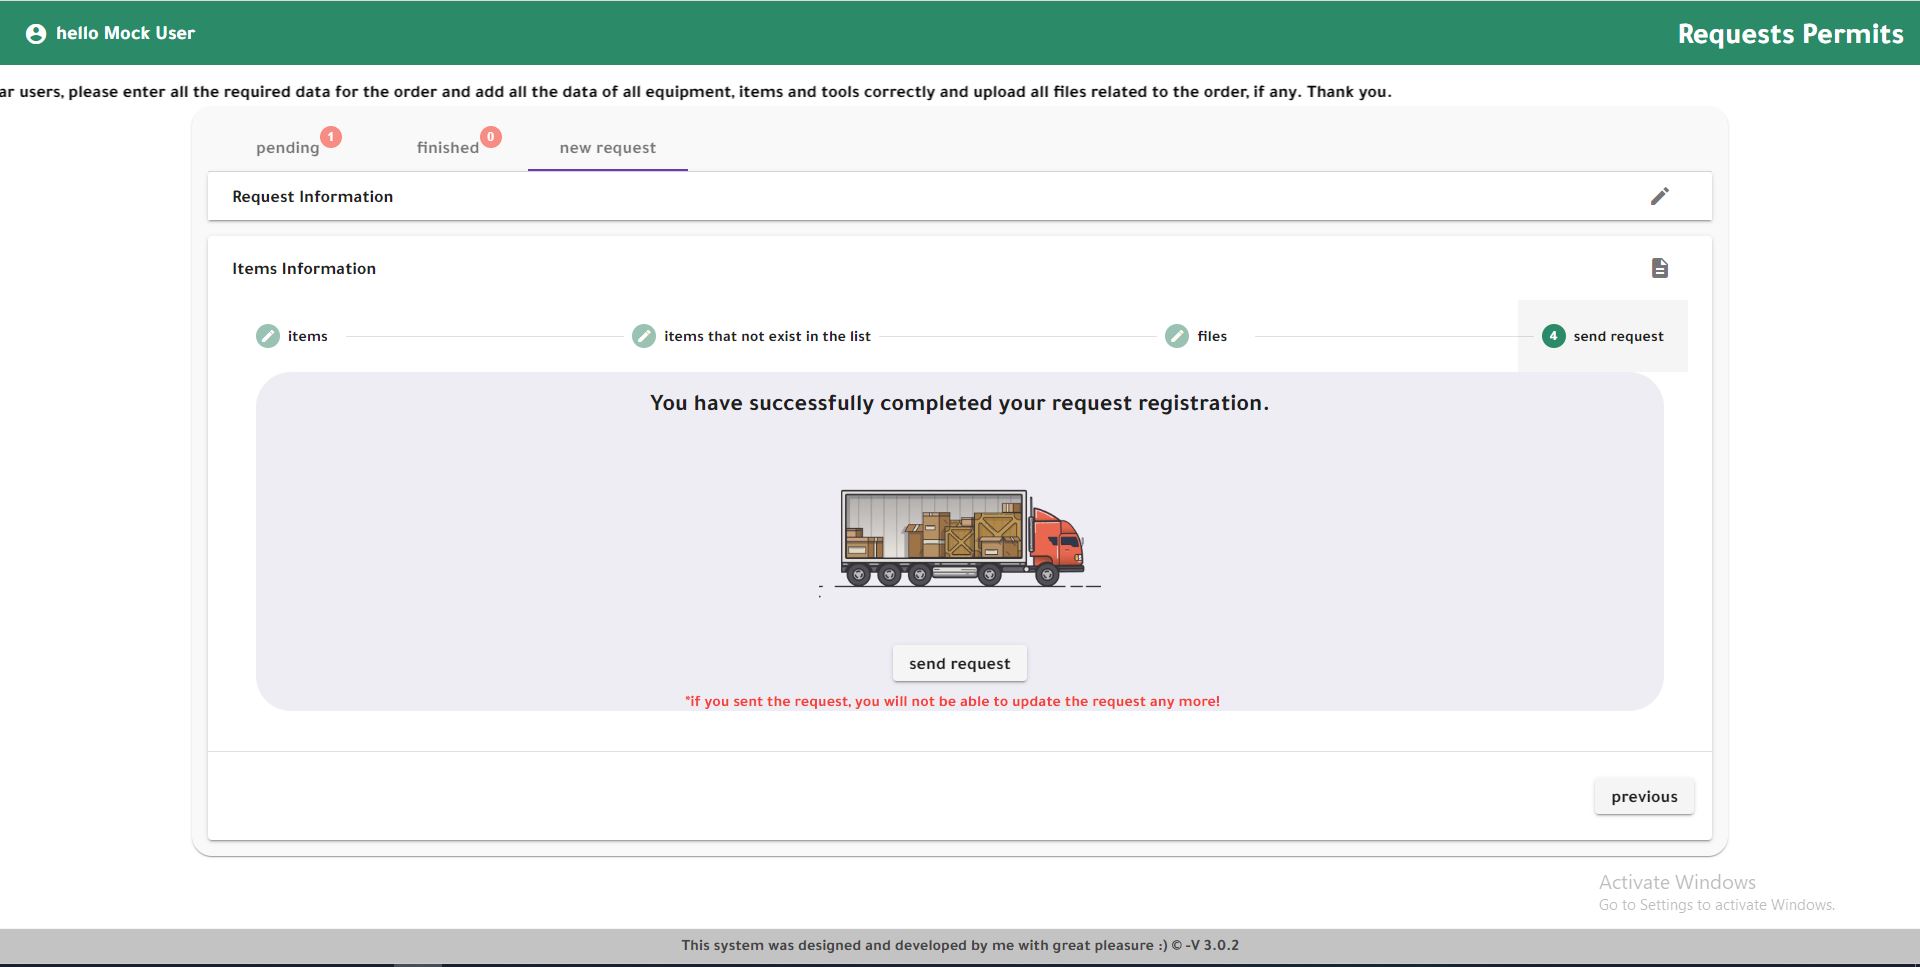 hello Mock User
Requests Permits
ar users, please enter all the required data for the order and add all the data of all equipment, items and tools correctly and upload all files related to the order, if any. Thank you.
pending 1
finished 0
new request
Request Information
Items Information
items
items that not exist in the list
files
4 send request
You have successfully completed your request registration.
send request
*if you sent the request, you will not be able to update the request any more!
previous
Activate Windows
Go to Settings to activate Windows.
This system was designed and developed by me with great pleasure :) © -V 3.0.2